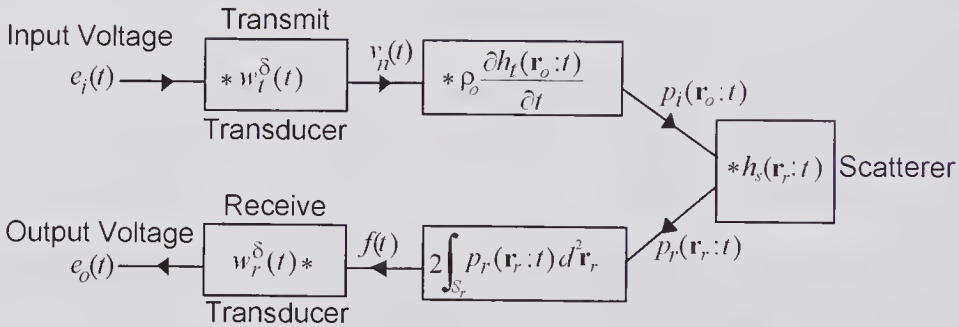 Transmit
Input Voltage
e_i(t)
* w_t^δ(t)
v_n(t)
* ρ_o ∂h_t(r_o:t)/∂t
Transducer
p_i(r_o:t)
*h_s(r_r:t)
Scatterer
Receive
Output Voltage
e_o(t)
w_r^δ(t) *
f(t)
2∫_{S_r} p_r(r_r:t) d²r_r
p_r(r_r:t)
Transducer